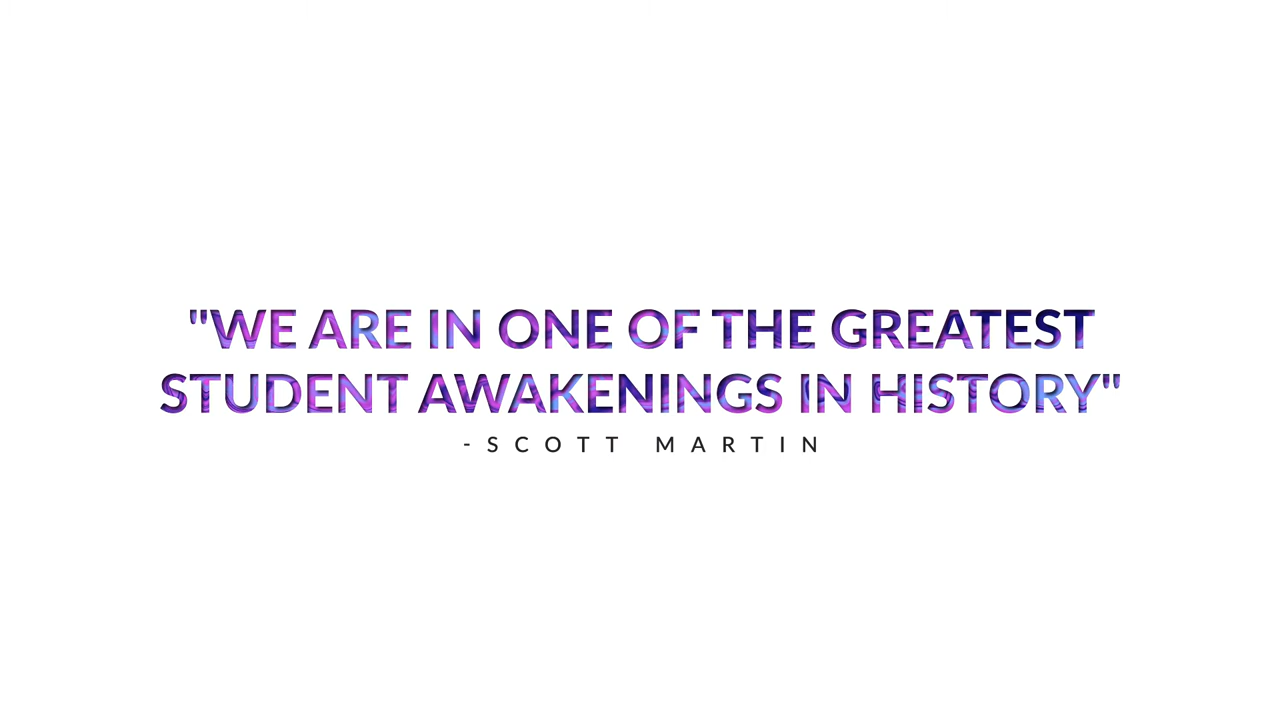 "WE ARE IN ONE OF THE GREATEST
STUDENT AWAKENINGS IN HISTORY"
-SCOTT MARTIN